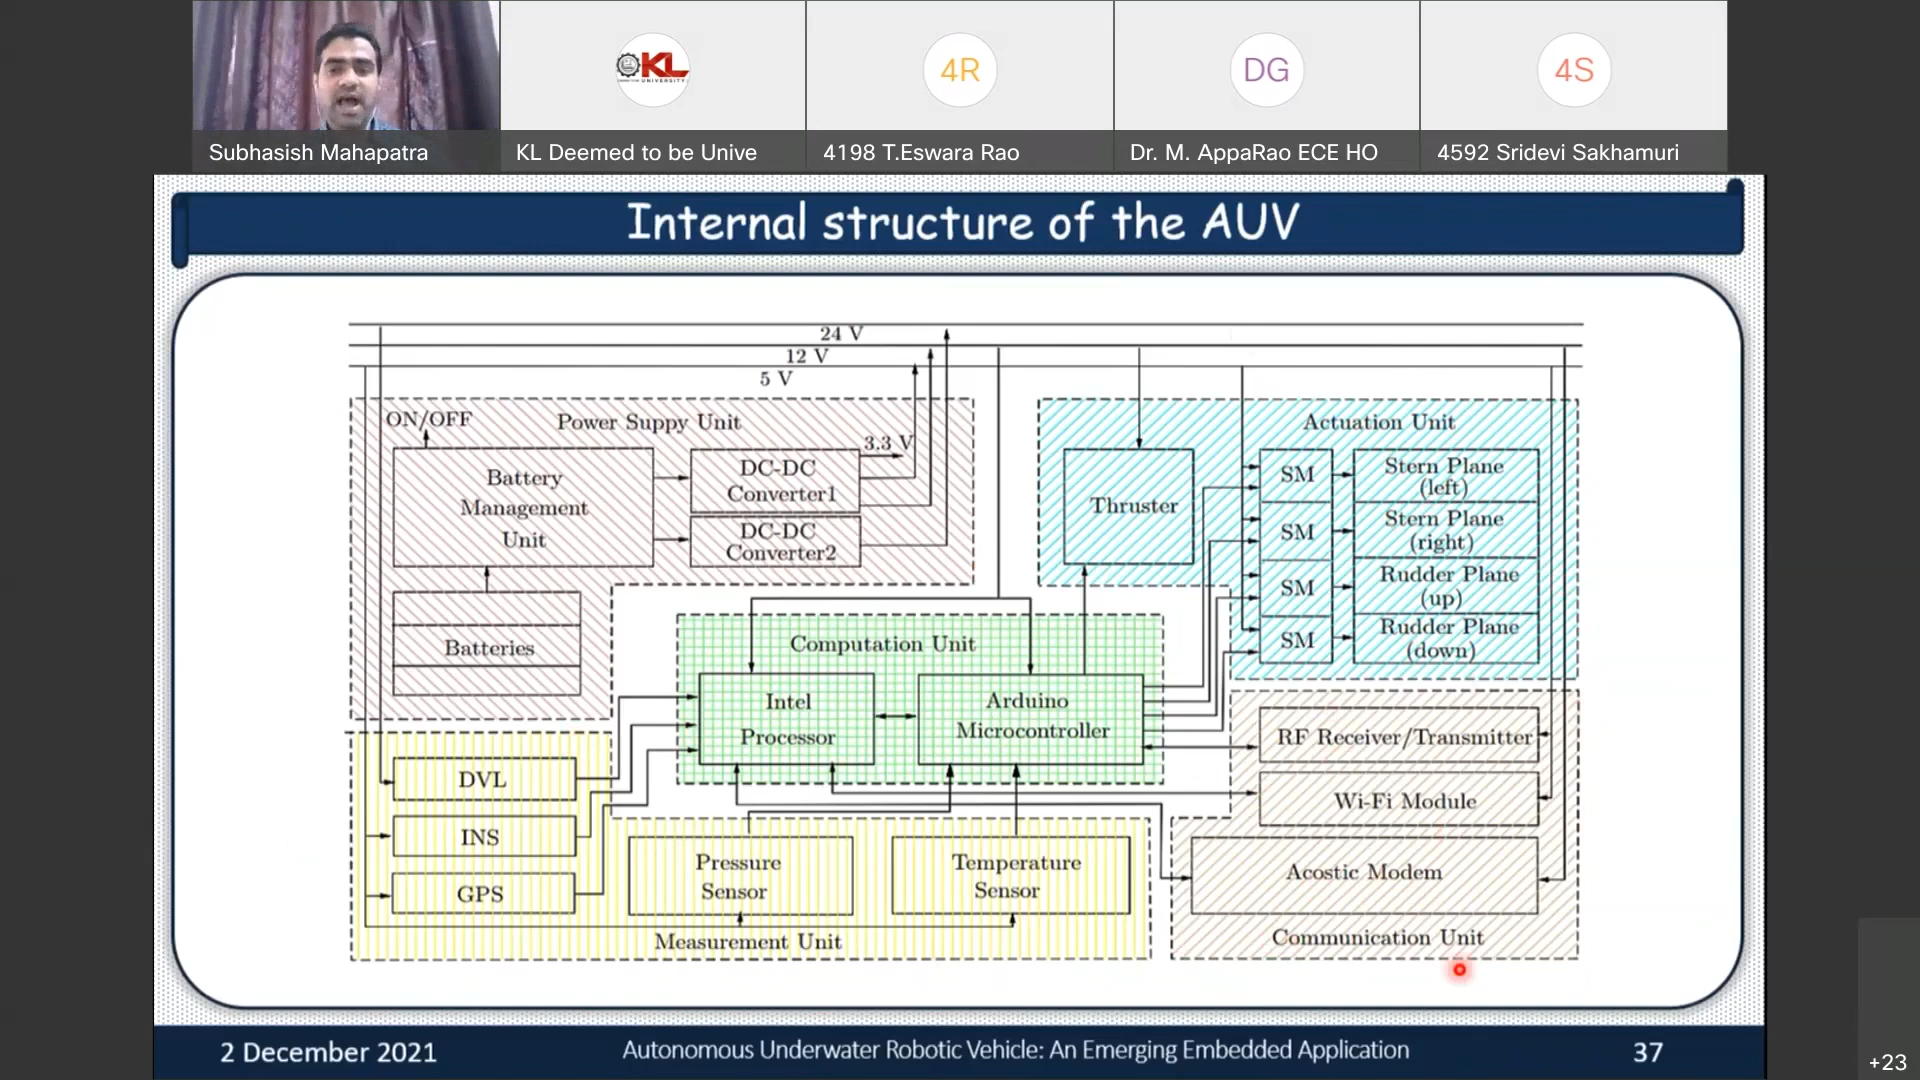 KL
UNIVERSITY
4R
DG
4S
Subhasish Mahapatra
KL Deemed to be Unive
4198 T.Eswara Rao
Dr. M. AppaRao ECE HO
4592 Sridevi Sakhamuri
Internal structure of the AUV
24 V
12 V
5 V
ON/OFF
Power Suppy Unit
3.3 V
Battery
Management
Unit
DC-DC
Converter1
DC-DC
Converter2
Batteries
Actuation Unit
Thruster
SM
Stern Plane
(left)
SM
Stern Plane
(right)
SM
Rudder Plane
(up)
SM
Rudder Plane
(down)
Computation Unit
Intel
Processor
Arduino
Microcontroller
RF Receiver/Transmitter
Wi-Fi Module
Acostic Modem
Communication Unit
DVL
INS
GPS
Pressure
Sensor
Temperature
Sensor
Measurement Unit
2 December 2021
Autonomous Underwater Robotic Vehicle: An Emerging Embedded Application
37
+23